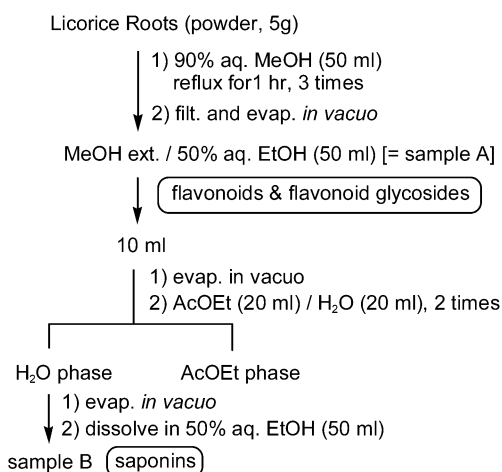 Licorice Roots (powder, 5g)
1) 90% aq. MeOH (50 ml)
reflux for1 hr, 3 times
2) filt. and evap. in vacuo
MeOH ext. / 50% aq. EtOH (50 ml) [= sample A]
flavonoids & flavonoid glycosides
10 ml
1) evap. in vacuo
2) AcOEt (20 ml) / H₂O (20 ml), 2 times
H₂O phase AcOEt phase
1) evap. in vacuo
2) dissolve in 50% aq. EtOH (50 ml)
sample B saponins